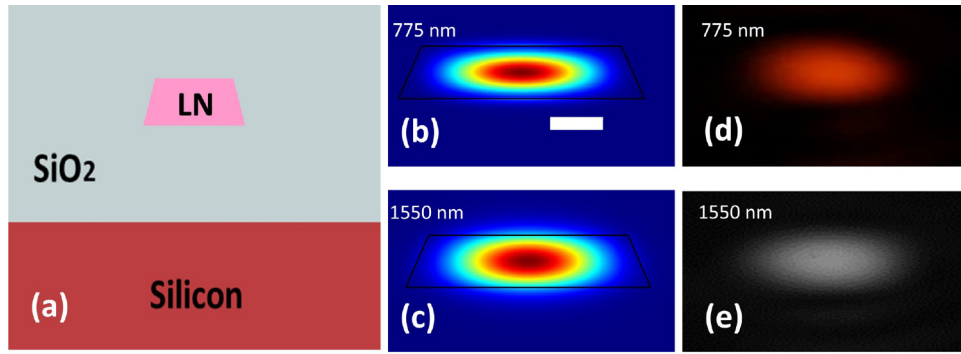 LN
SiO2
Silicon
(a)
775 nm
(b)
1550 nm
(c)
775 nm
(d)
1550 nm
(e)